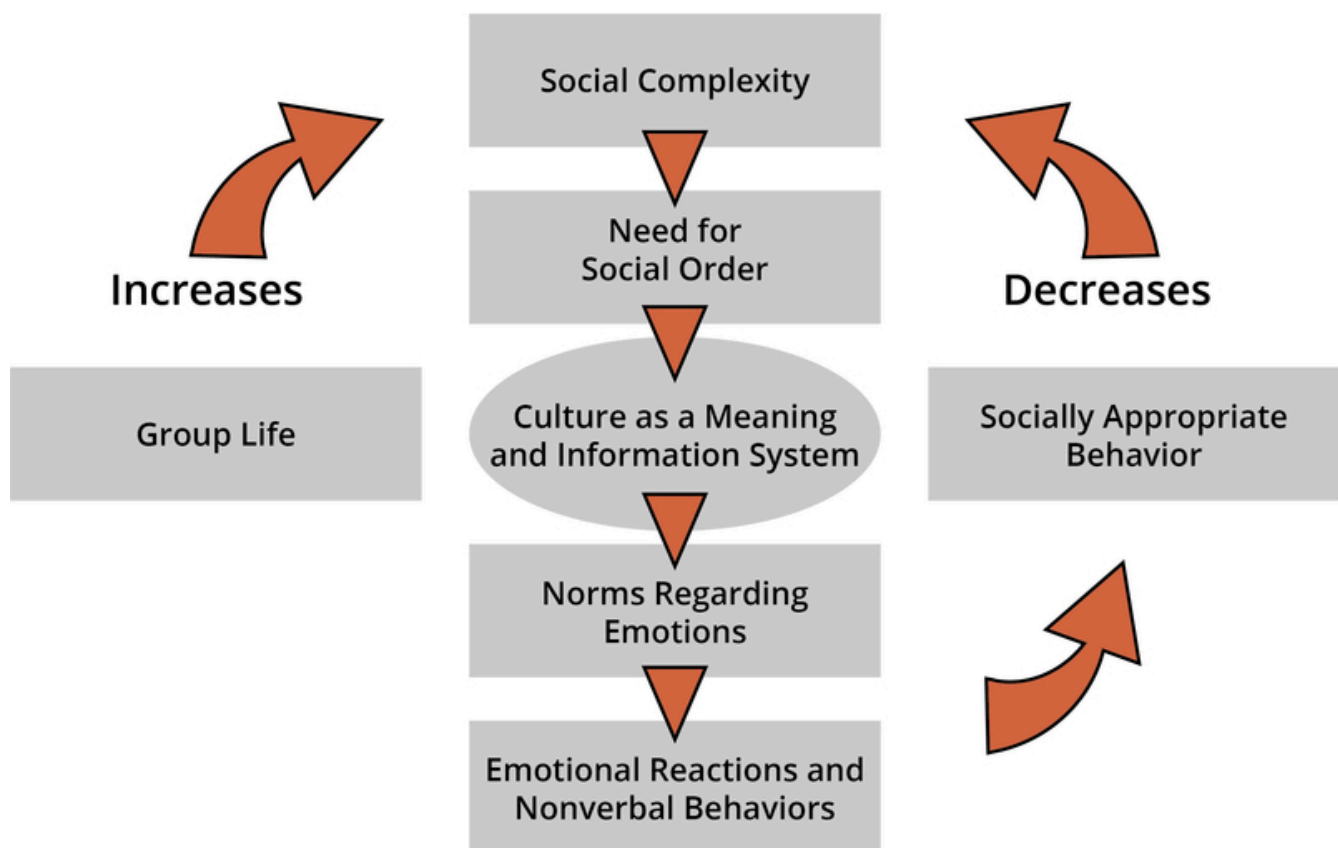 Social Complexity
Need for
Social Order
Increases
Decreases
Group Life
Culture as a Meaning
and Information System
Socially Appropriate
Behavior
Norms Regarding
Emotions
Emotional Reactions and
Nonverbal Behaviors